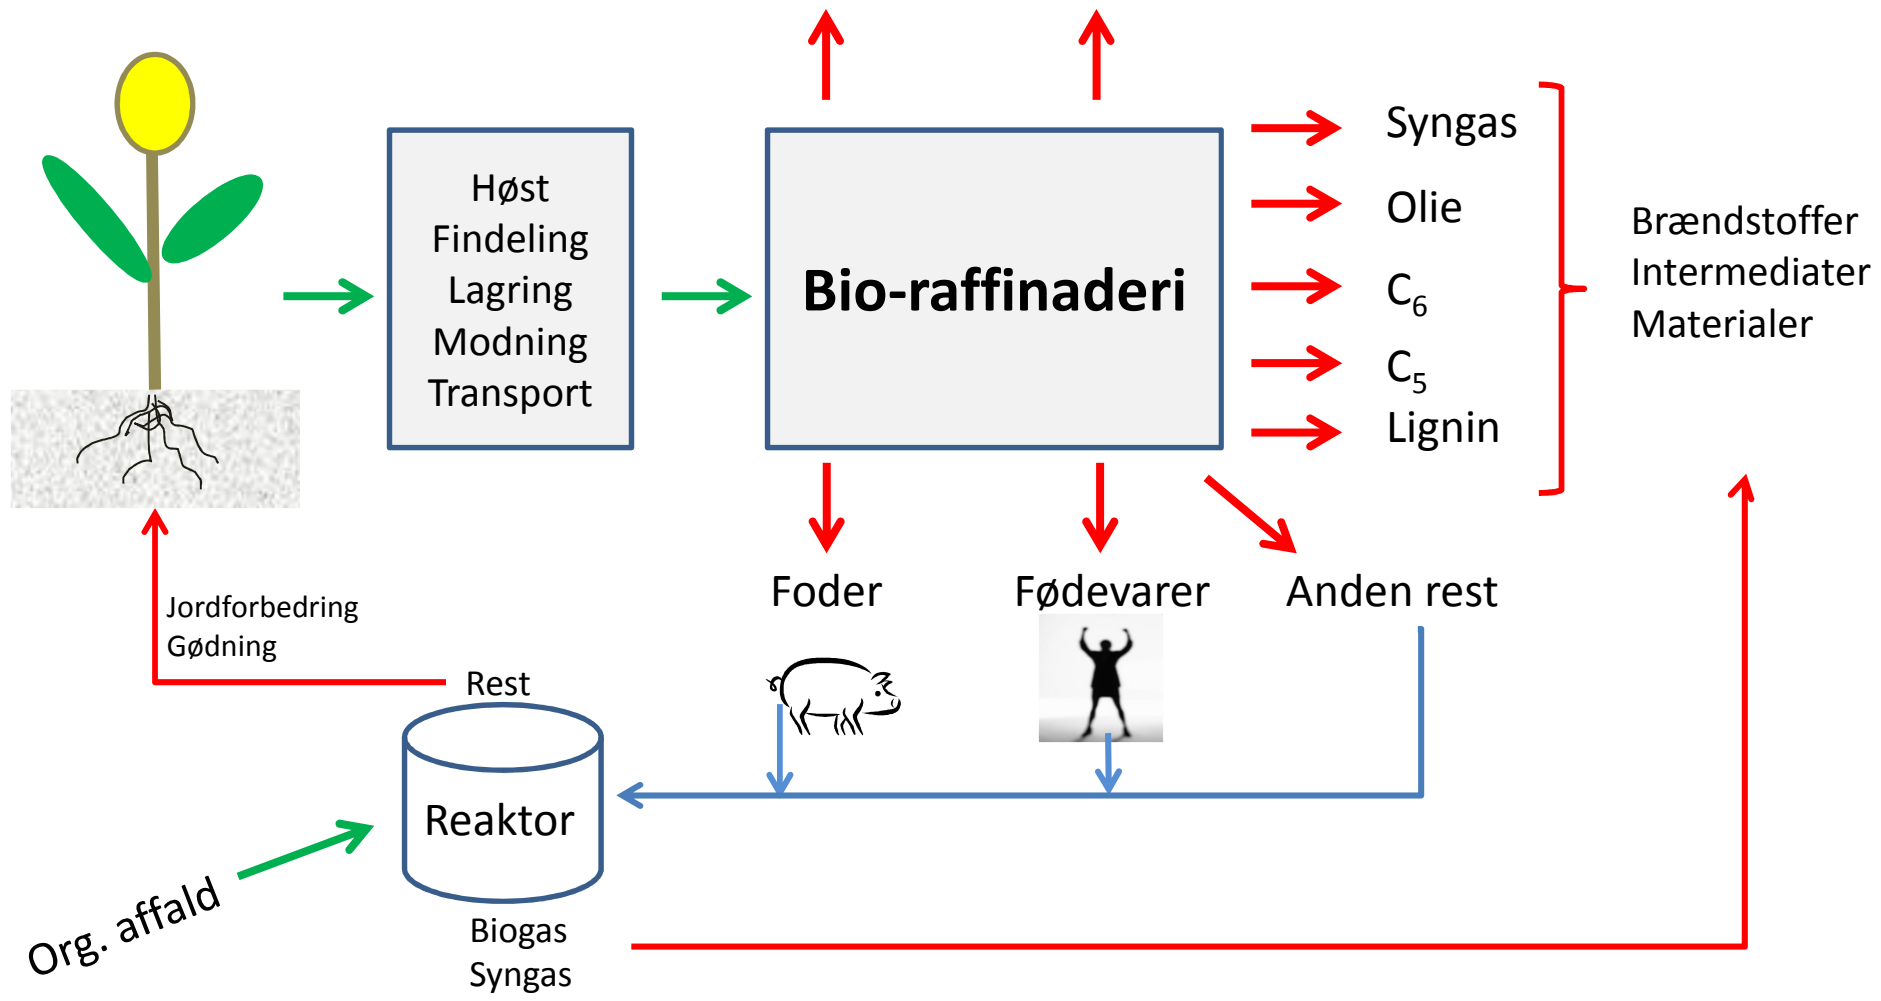 Høst
Findeling
Lagring
Modning
Transport
Bio-raffinaderi
Syngas
Olie
C6
C5
Lignin
Brændstoffer
Intermediater
Materialer
Foder
Fødevarer
Anden rest
Jordforbedring
Gødning
Rest
Reaktor
Org. affald
Biogas
Syngas